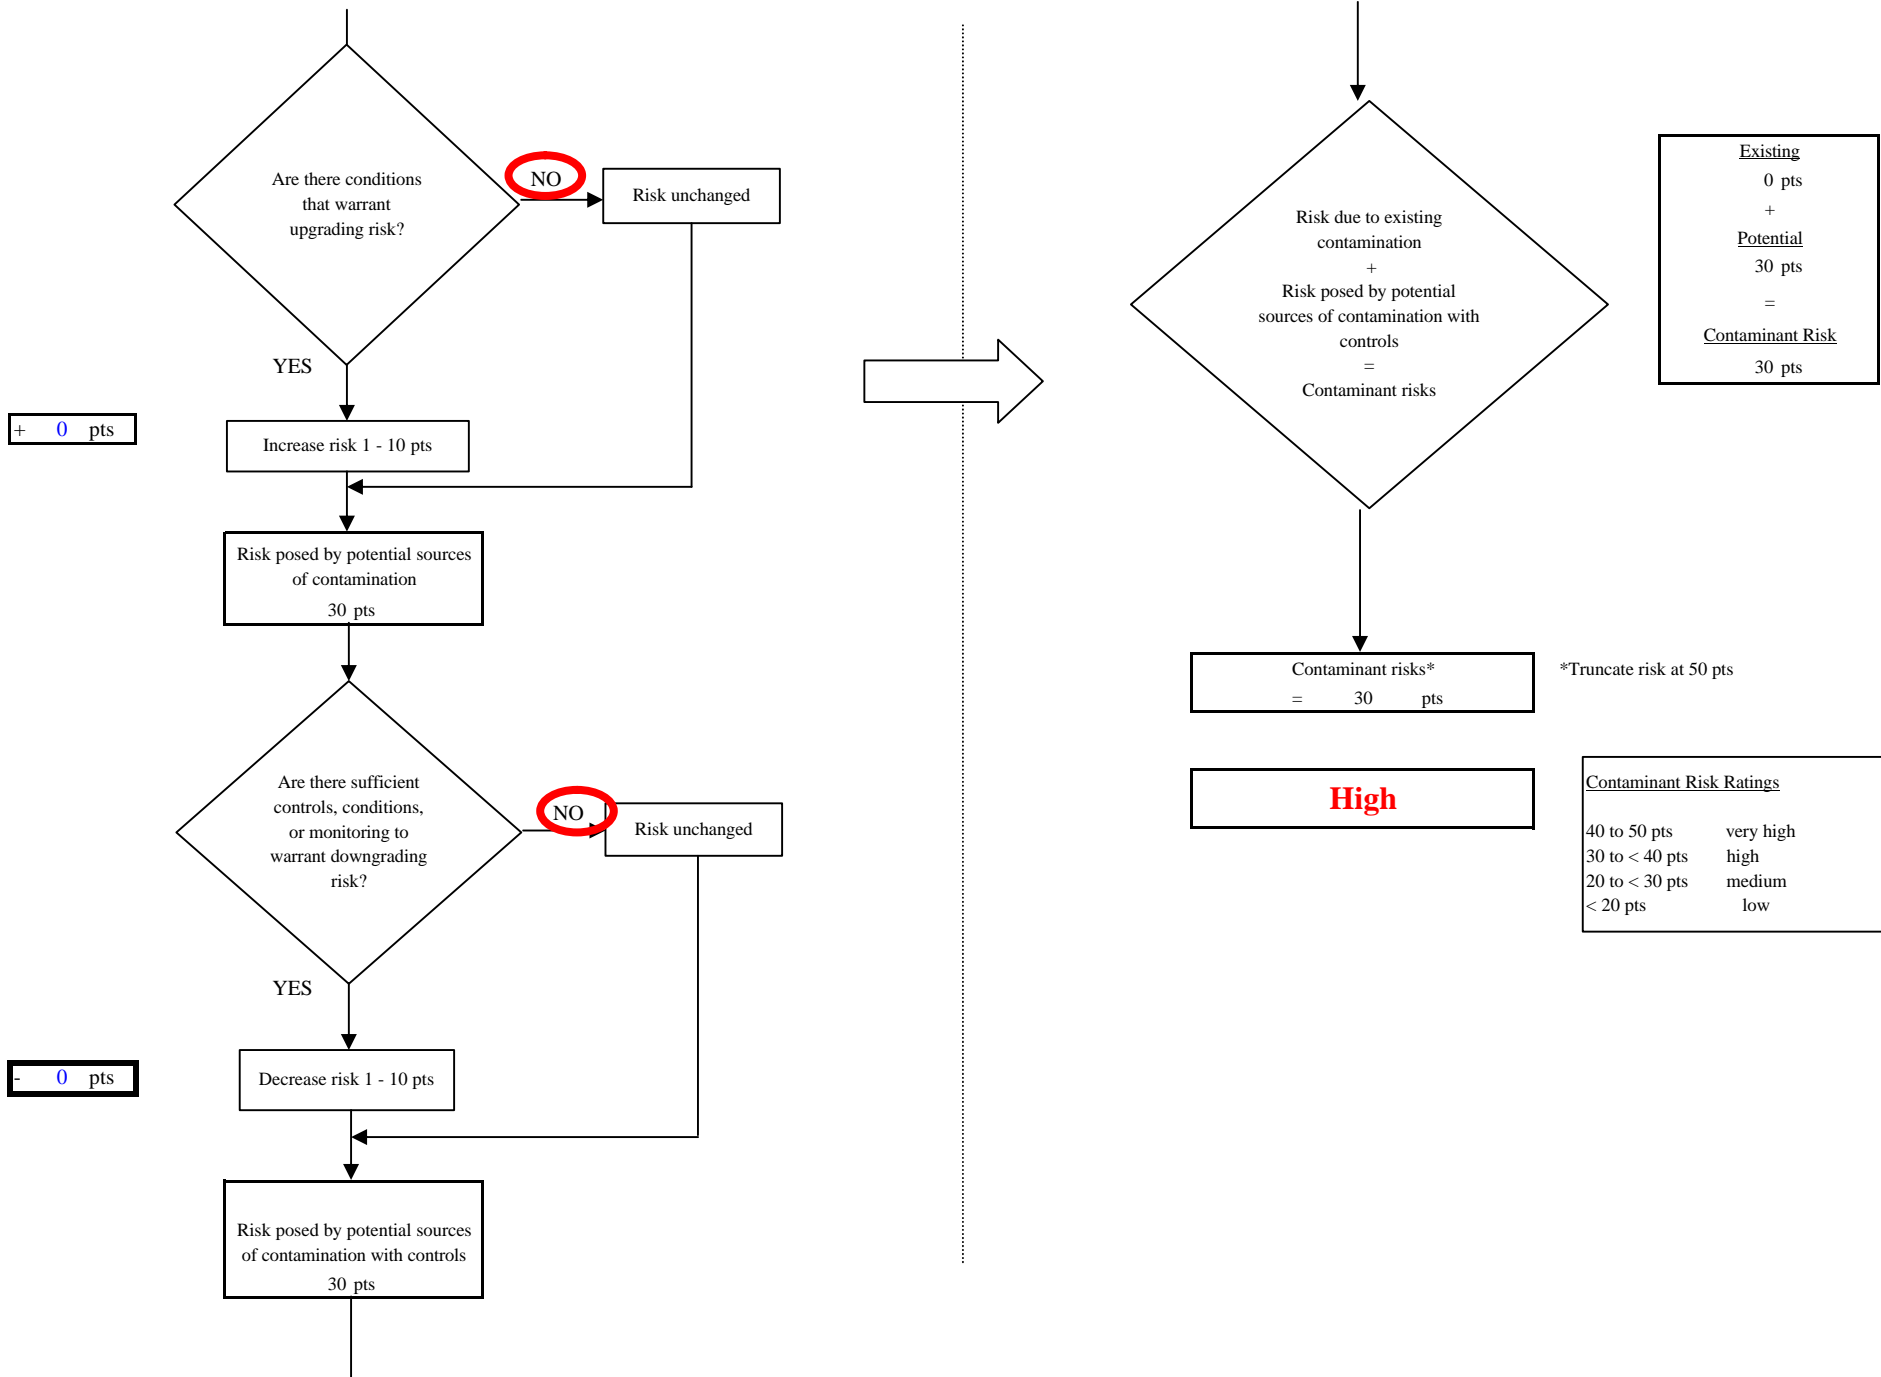 Are there conditions
that warrant
upgrading risk?
NO
Risk unchanged
YES
+ 0 pts
Increase risk 1 - 10 pts
Risk posed by potential sources
of contamination
30 pts
Are there sufficient
controls, conditions,
or monitoring to
warrant downgrading
risk?
NO
Risk unchanged
YES
- 0 pts
Decrease risk 1 - 10 pts
Risk posed by potential sources
of contamination with controls
30 pts
Risk due to existing
contamination
+
Risk posed by potential
sources of contamination with
controls
=
Contaminant risks
Existing
0 pts
+
Potential
30 pts
=
Contaminant Risk
30 pts
Contaminant risks*
= 30 pts
*Truncate risk at 50 pts
High
Contaminant Risk Ratings
40 to 50 pts very high
30 to < 40 pts high
20 to < 30 pts medium
< 20 pts low